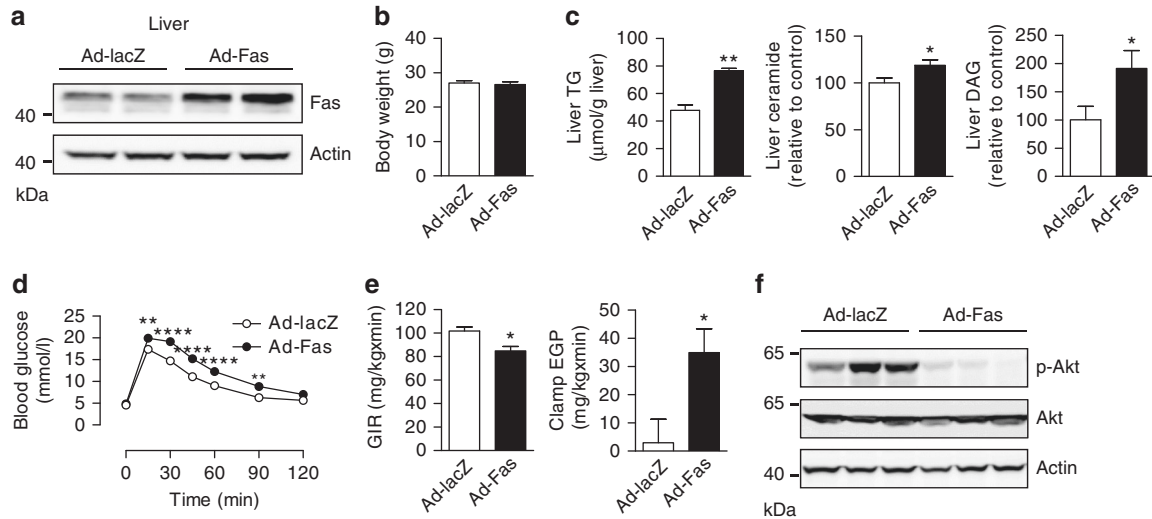 a
Liver
Ad-lacZ
Ad-Fas
Fas
40
Actin
40
kDa
b
Body weight (g)
40
30
20
10
0
Ad-lacZ
Ad-Fas
c
Liver TG
(μmol/g liver)
100
80
60
40
20
0
**
Ad-lacZ
Ad-Fas
Liver ceramide
(relative to control)
150
100
50
0
*
Ad-lacZ
Ad-Fas
Liver DAG
(relative to control)
250
200
150
100
50
0
*
Ad-lacZ
Ad-Fas
d
Blood glucose
(mmol/l)
25
20
15
10
5
0
**
****
****
****
**
Ad-lacZ
Ad-Fas
0
30
60
90
120
Time (min)
e
GIR (mg/kgxmin)
120
100
80
60
40
20
0
*
Ad-lacZ
Ad-Fas
Clamp EGP
(mg/kgxmin)
50
40
30
20
10
0
*
Ad-lacZ
Ad-Fas
f
Ad-lacZ
Ad-Fas
65
p-Akt
65
Akt
Actin
40
kDa